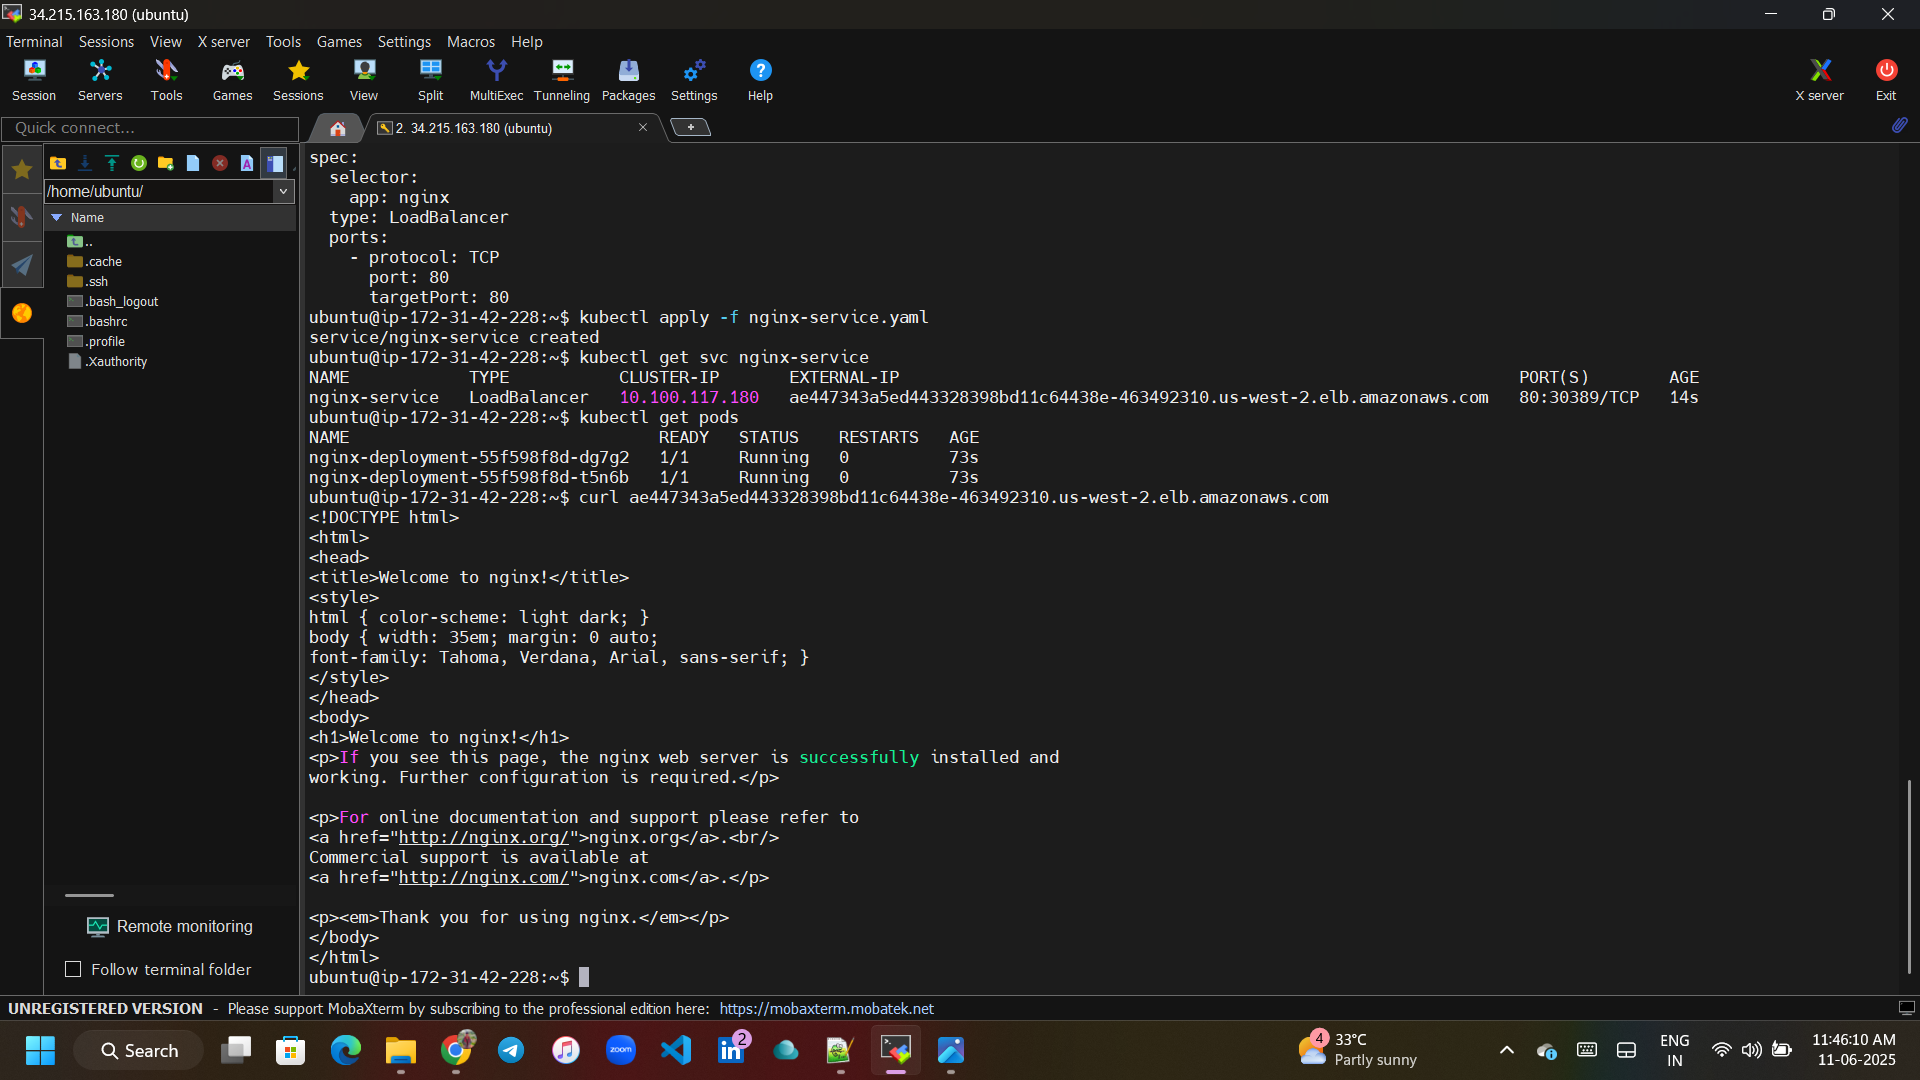 34.215.163.180 (ubuntu)
Terminal Sessions View X server Tools Games Settings Macros Help
Session Servers Tools Games Sessions View Split MultiExec Tunneling Packages Settings Help X server Exit
Quick connect...
2. 34.215.163.180 (ubuntu)
/home/ubuntu/
Name
..
.cache
.ssh
.bash_logout
.bashrc
.profile
.Xauthority
Remote monitoring
Follow terminal folder
spec:
  selector:
    app: nginx
  type: LoadBalancer
  ports:
    - protocol: TCP
      port: 80
      targetPort: 80
ubuntu@ip-172-31-42-228:~$ kubectl apply -f nginx-service.yaml
service/nginx-service created
ubuntu@ip-172-31-42-228:~$ kubectl get svc nginx-service
NAME            TYPE           CLUSTER-IP       EXTERNAL-IP                                                              PORT(S)        AGE
nginx-service   LoadBalancer   10.100.117.180   ae447343a5ed443328398bd11c64438e-463492310.us-west-2.elb.amazonaws.com   80:30389/TCP   14s
ubuntu@ip-172-31-42-228:~$ kubectl get pods
NAME                               READY   STATUS    RESTARTS   AGE
nginx-deployment-55f598f8d-dg7g2   1/1     Running   0          73s
nginx-deployment-55f598f8d-t5n6b   1/1     Running   0          73s
ubuntu@ip-172-31-42-228:~$ curl ae447343a5ed443328398bd11c64438e-463492310.us-west-2.elb.amazonaws.com
<!DOCTYPE html>
<html>
<head>
<title>Welcome to nginx!</title>
<style>
html { color-scheme: light dark; }
body { width: 35em; margin: 0 auto;
font-family: Tahoma, Verdana, Arial, sans-serif; }
</style>
</head>
<body>
<h1>Welcome to nginx!</h1>
<p>If you see this page, the nginx web server is successfully installed and
working. Further configuration is required.</p>

<p>For online documentation and support please refer to
<a href="http://nginx.org/">nginx.org</a>.<br/>
Commercial support is available at
<a href="http://nginx.com/">nginx.com</a>.</p>

<p><em>Thank you for using nginx.</em></p>
</body>
</html>
ubuntu@ip-172-31-42-228:~$
UNREGISTERED VERSION - Please support MobaXterm by subscribing to the professional edition here: https://mobaxterm.mobatek.net
Search
zoom
2
4
33°C
Partly sunny
ENG
IN
11:46:10 AM
11-06-2025